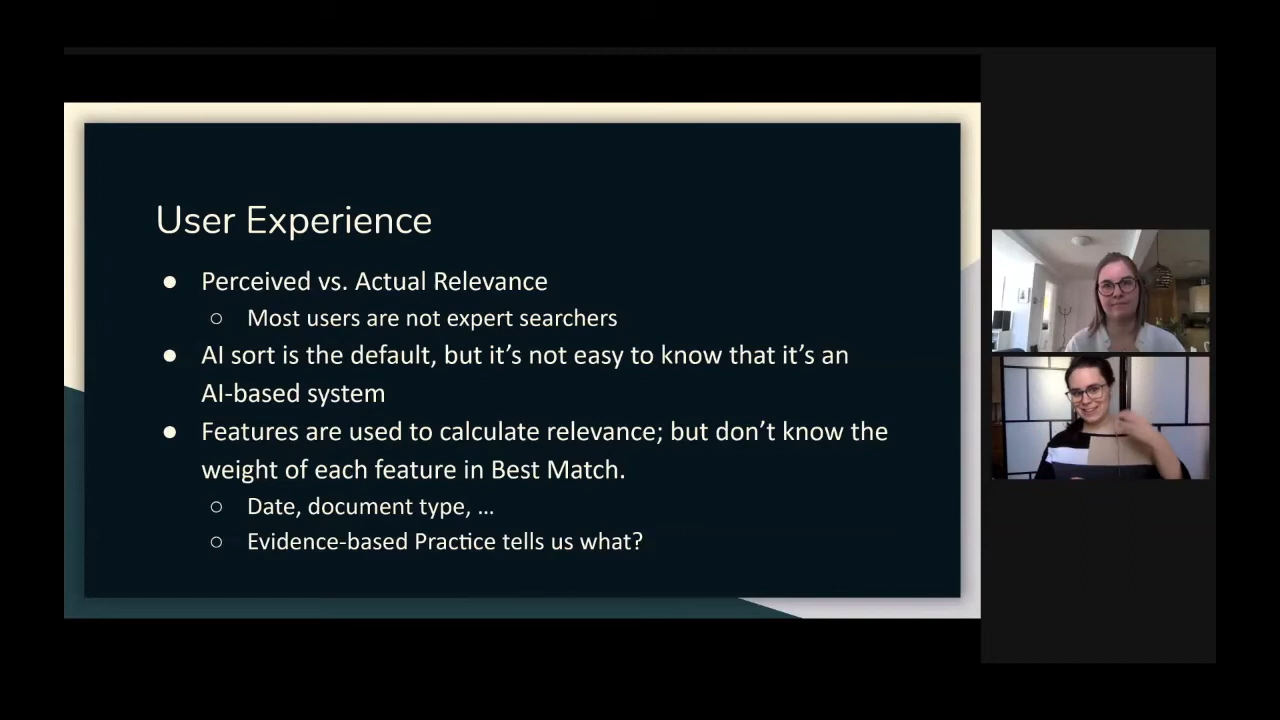 User Experience
● Perceived vs. Actual Relevance
○ Most users are not expert searchers
● AI sort is the default, but it’s not easy to know that it’s an
AI-based system
● Features are used to calculate relevance; but don’t know the
weight of each feature in Best Match.
○ Date, document type, …
○ Evidence-based Practice tells us what?